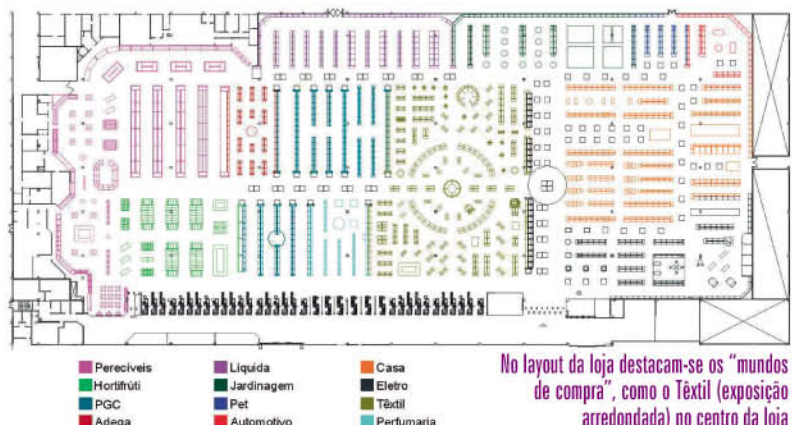 Perecíveis
Hortifrúti
PGC
Adega
Líquida
Jardinagem
Pet
Automotivo
Casa
Eletro
Têxtil
Perfumaria
No layout da loja destacam-se os “mundos
de compra”, como o Têxtil (exposição
arredondada) no centro da loja